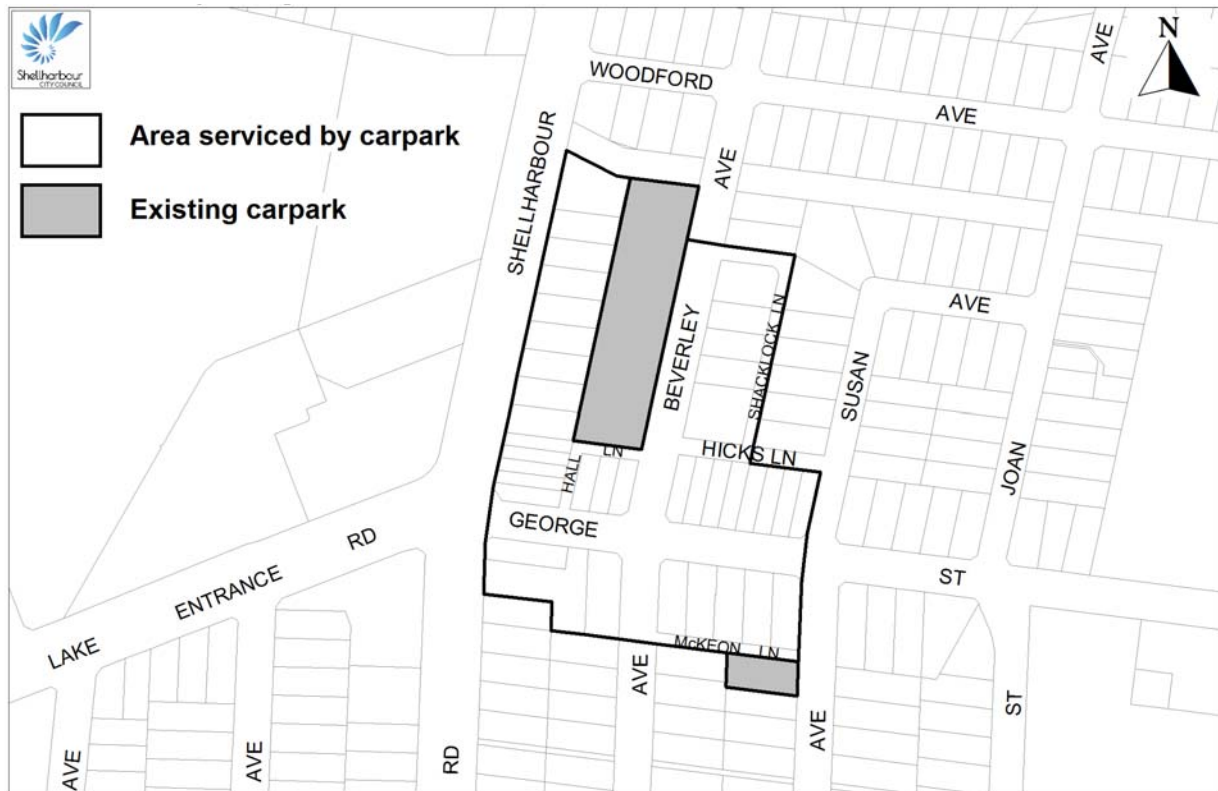 Shellharbour
CITY COUNCIL
Area serviced by carpark
Existing carpark
N
WOODFORD
AVE
AVE
SHELLHARBOUR
AVE
AVE
BEVERLEY
SHACKLOCK LN
SUSAN
HICKS LN
LN
HALL
JOAN
GEORGE
RD
ENTRANCE
LAKE
ST
McKEON LN
AVE
AVE
AVE
RD
AVE
ST